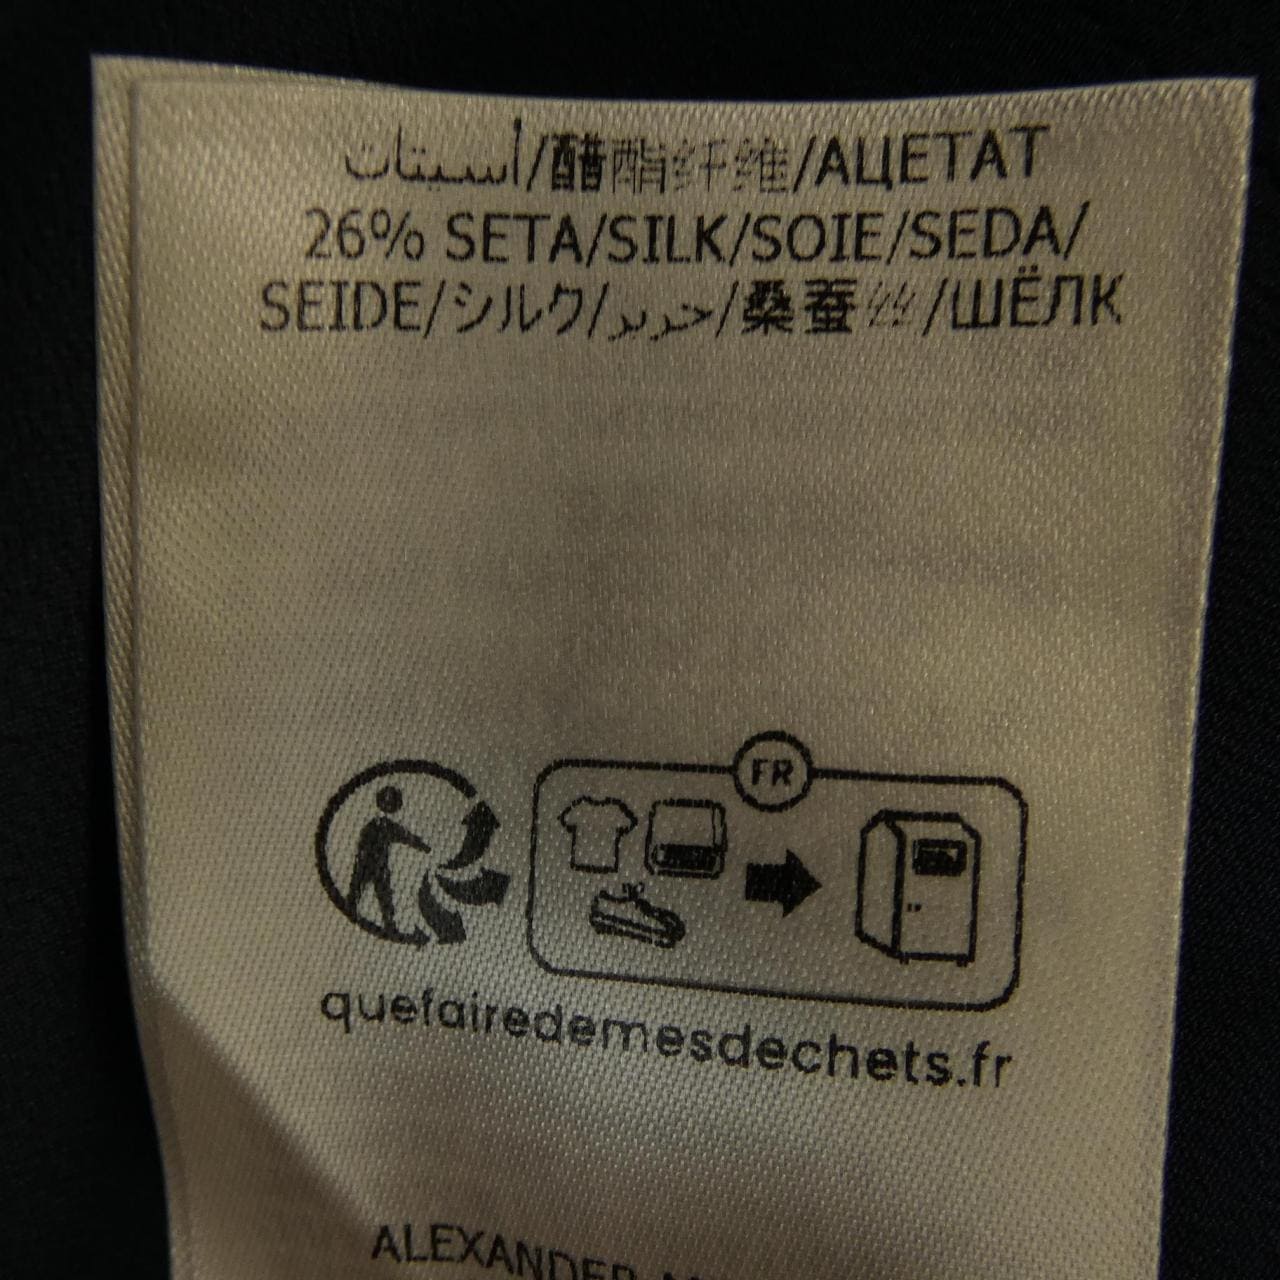 أسيتات/醋酯纤维/АЦЕТАТ
26% SETA/SILK/SOIE/SEDA/
SEIDE/シルク/حرير/桑蚕丝/ШЁЛК
FR
quefairedemesdechets.fr
ALEXANDER